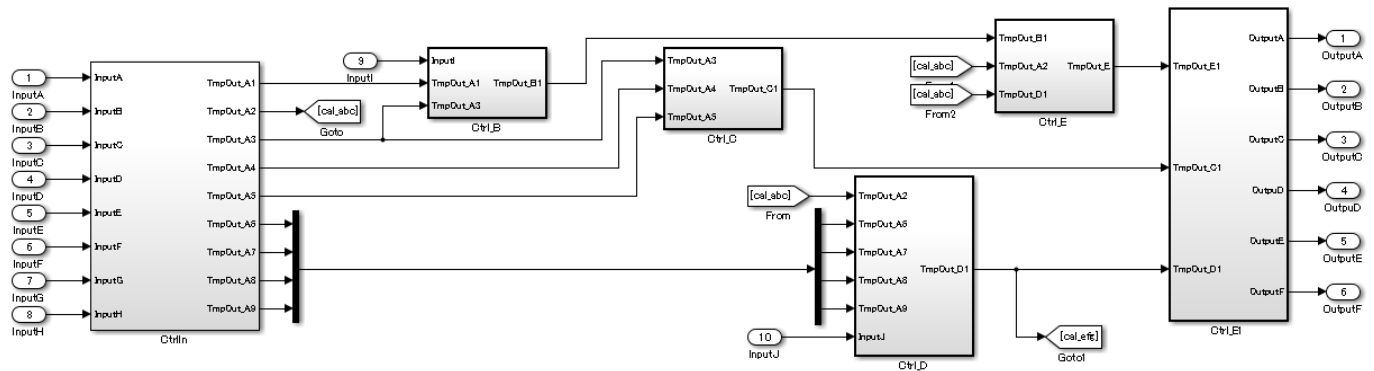 1
InputA
2
InputB
3
InputC
4
InputD
5
InputE
6
InputF
7
InputG
8
InputH
InputA
InputB
InputC
InputD
InputE
InputF
InputG
InputH
TmpOut_A1
TmpOut_A2
TmpOut_A3
TmpOut_A4
TmpOut_A5
TmpOut_A6
TmpOut_A7
TmpOut_A8
TmpOut_A9
CtrlIn
[cal_abc]
Goto
9
InputI
InputI
TmpOut_A1
TmpOut_A3
TmpOut_B1
Ctrl_B
TmpOut_A3
TmpOut_A4
TmpOut_A5
TmpOut_C1
Ctrl_C
[cal_abc]
From
10
InputJ
TmpOut_A2
TmpOut_A6
TmpOut_A7
TmpOut_A8
TmpOut_A9
InputJ
TmpOut_D1
Ctrl_D
[cal_abc]
[cal_abc]
From2
TmpOut_B1
TmpOut_A2
TmpOut_D1
TmpOut_E
Ctrl_E
[cal_efg]
Goto1
TmpOut_E1
TmpOut_C1
TmpOut_D1
OutputA
OutputB
OutputC
OutpuD
OutputE
OutputF
Ctrl_E1
1
OutputA
2
OutputB
3
OutputC
4
OutpuD
5
OutputE
6
OutputF